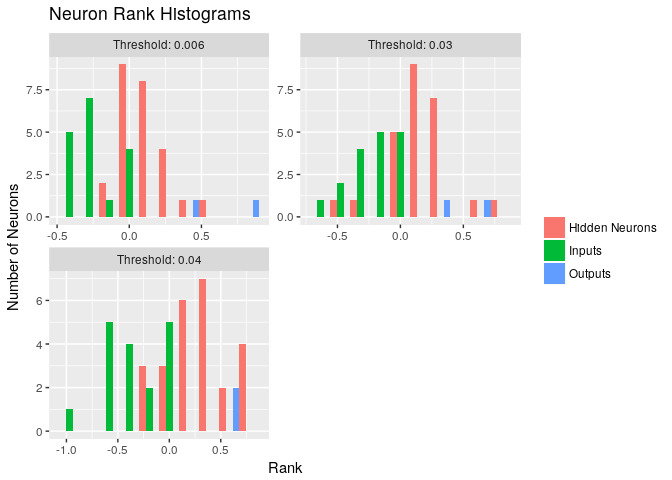 Neuron Rank Histograms
Threshold: 0.006
Threshold: 0.03
7.5
5.0
2.5
0.0
7.5
5.0
2.5
0.0
-0.5 0.0 0.5
-0.5 0.0 0.5
Threshold: 0.04
6
4
2
0
-1.0 -0.5 0.0 0.5
Number of Neurons
Rank
Hidden Neurons
Inputs
Outputs